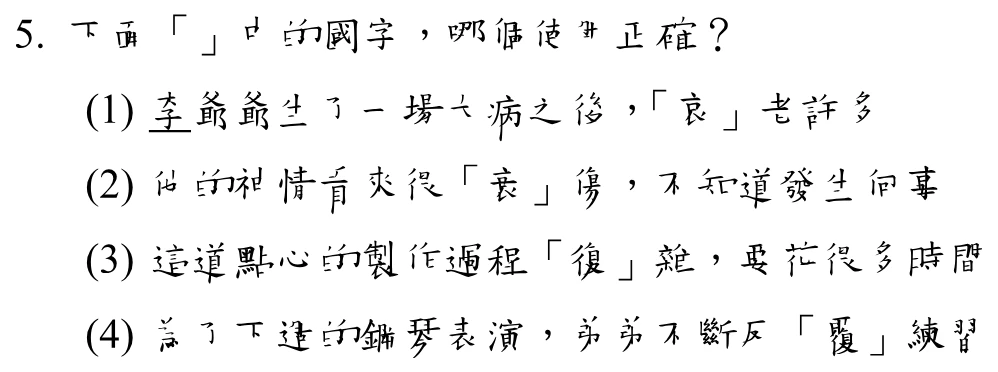 5. 下面「」中的國字，哪個使用正確？
(1) 李爺爺生了一場大病之後，「哀」老許多
(2) 他的神情看來很「衰」傷，不知道發生何事
(3) 這道點心的製作過程「復」雜，要花很多時間
(4) 為了下週的鋼琴表演，弟弟不斷反「覆」練習